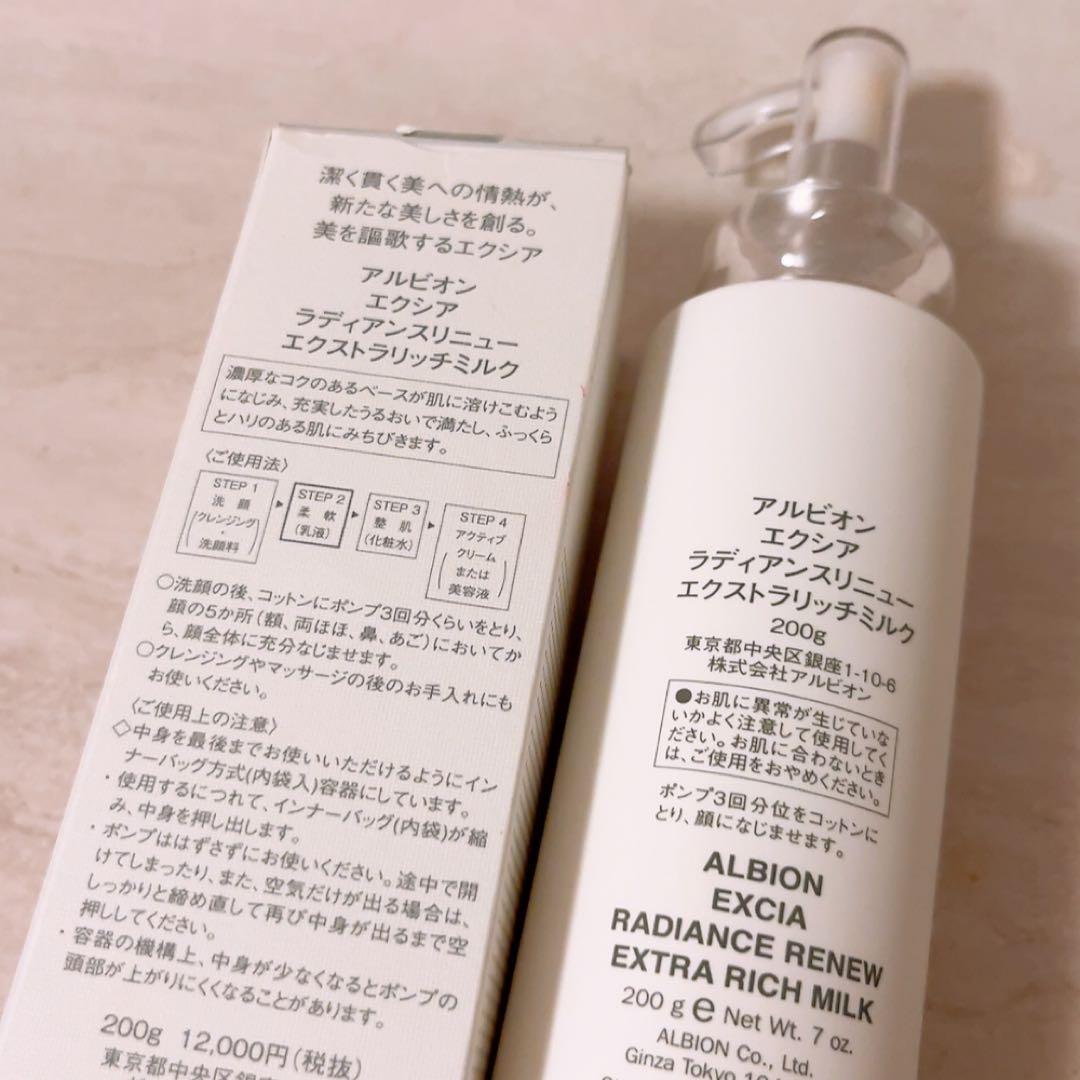 潔く貫く美への情熱が、
新たな美しさを創る。
美を謳歌するエクシア
アルビオン
エクシア
ラディアンスリニュー
エクストラリッチミルク
濃厚なコクのあるベースが肌に溶けこむよう
になじみ、充実したうるおいで満たし、ふっくら
とハリのある肌にみちびきます。
〈ご使用法〉
STEP 1
洗顔
(クレンジング
・
洗顔料)
STEP 2
柔軟
(乳液)
STEP 3
整肌
(化粧水)
STEP 4
アクティブ
クリーム
または
美容液
○洗顔の後、コットンにポンプ3回分くらいをとり、
顔の5か所(額、両ほほ、鼻、あご)においてか
ら、顔全体に充分なじませます。
○クレンジングやマッサージの後のお手入れにも
お使いください。
〈ご使用上の注意〉
◇中身を最後までお使いいただけるようにイン
ナーバッグ方式(内袋入)容器にしています。
・使用するにつれて、インナーバッグ(内袋)が縮
み、中身を押し出します。
・ポンプははずさずにお使いください。途中で開
けてしまったり、また、空気だけが出る場合は、
しっかりと締め直して再び中身が出るまで空
押ししてください。
・容器の機構上、中身が少なくなるとポンプの
頭部が上がりにくくなることがあります。
200g 12,000円(税抜)
東京都中央区銀座
アルビオン
エクシア
ラディアンスリニュー
エクストラリッチミルク
200g
東京都中央区銀座1-10-6
株式会社アルビオン
●お肌に異常が生じていな
いかよく注意して使用してく
ださい。お肌に合わないとき
は、ご使用をおやめください。
ポンプ3回分位をコットンに
とり、顔になじませます。
ALBION
EXCIA
RADIANCE RENEW
EXTRA RICH MILK
200 g e Net Wt. 7 oz.
ALBION Co., Ltd.
Ginza Tokyo